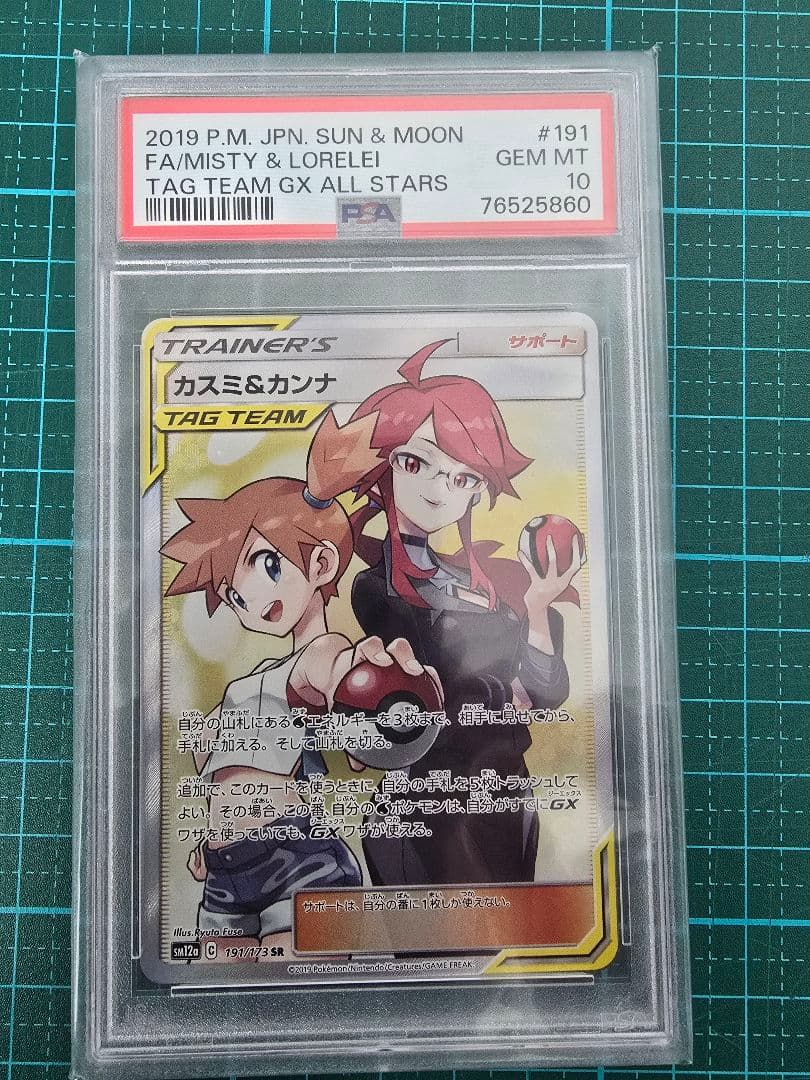 2019 P.M. JPN. SUN & MOON #191
FA/MISTY & LORELEI GEM MT
TAG TEAM GX ALL STARS 10
PSA 76525860
TRAINER'S サポート
カスミ&カンナ
TAG TEAM
自分の山札にある エネルギーを3枚まで、相手に見せてから、
手札に加える。そして山札を切る。
追加で、このカードを使うときに、自分の手札を5枚トラッシュして
よい。その場合、この番、自分の ポケモンは、自分がすでにGX
ワザを使っていても、GXワザが使える。
サポートは、自分の番に1枚しか使えない。
Illus.Ryuta Fuse
SM12a C 191/173 SR
©2019 Pokémon/Nintendo/Creatures/GAME FREAK.